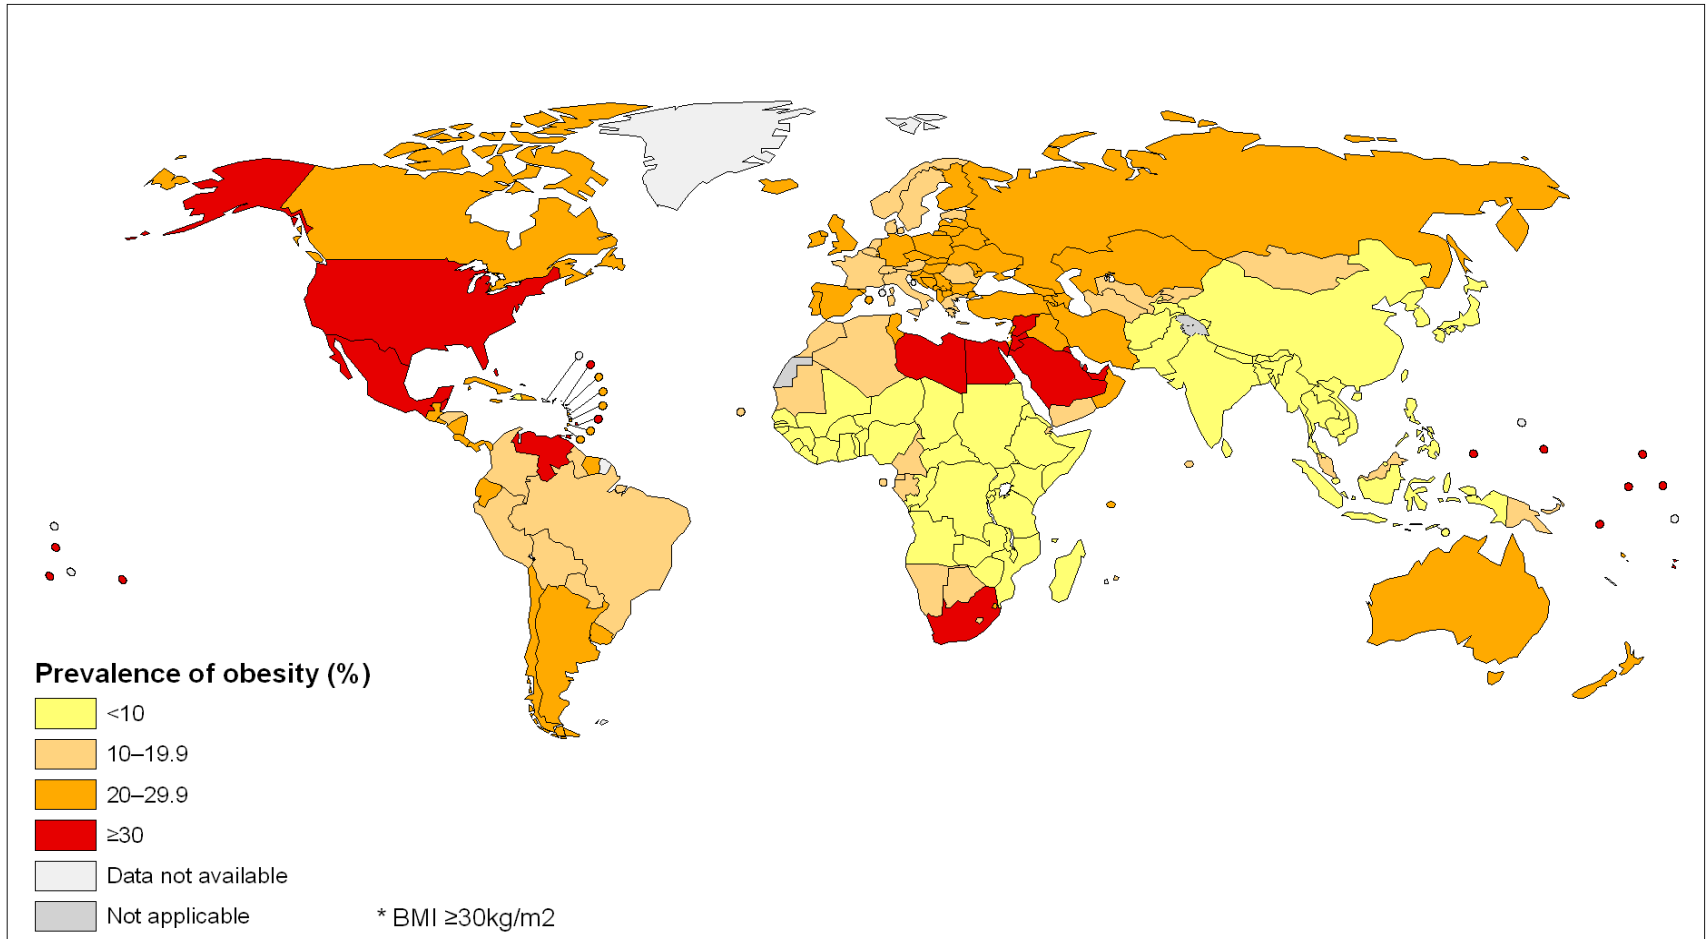 Prevalence of obesity (%)
<10
10–19.9
20–29.9
≥30
Data not available
Not applicable
* BMI ≥30kg/m2